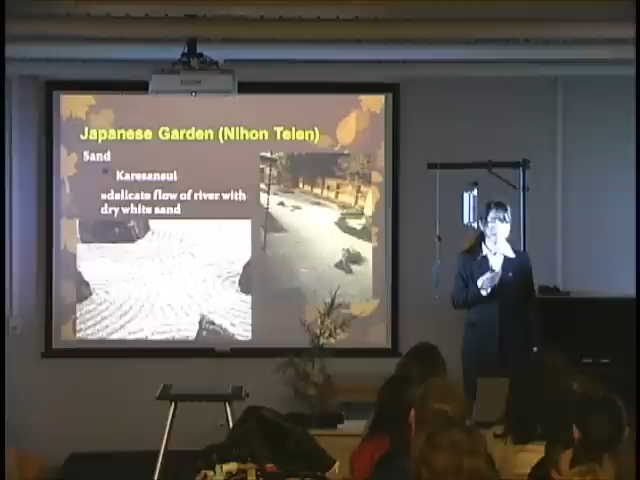 Japanese Garden (Nihon Teien)
Sand
Karesansui
=delicate flow of river with
dry white sand